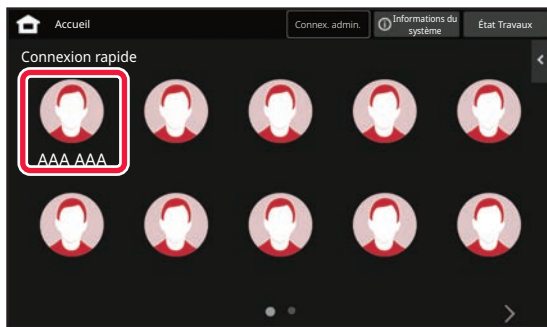 Accueil
Connex. admin.
Informations du
système
État Travaux
Connexion rapide
AAA AAA